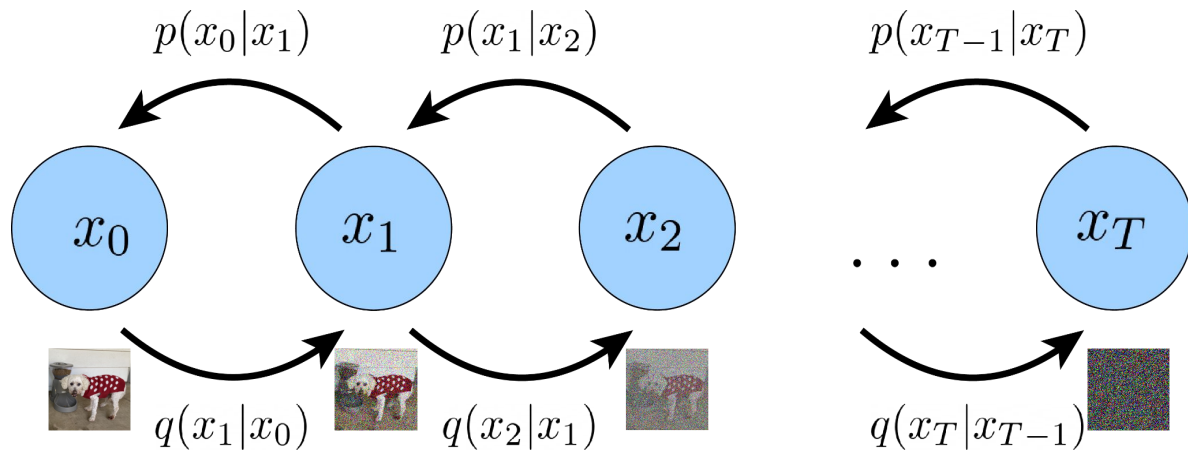 p(x_0|x_1) p(x_1|x_2) p(x_{T-1}|x_T)
x_0 x_1 x_2 . . . x_T
q(x_1|x_0) q(x_2|x_1) q(x_T|x_{T-1})